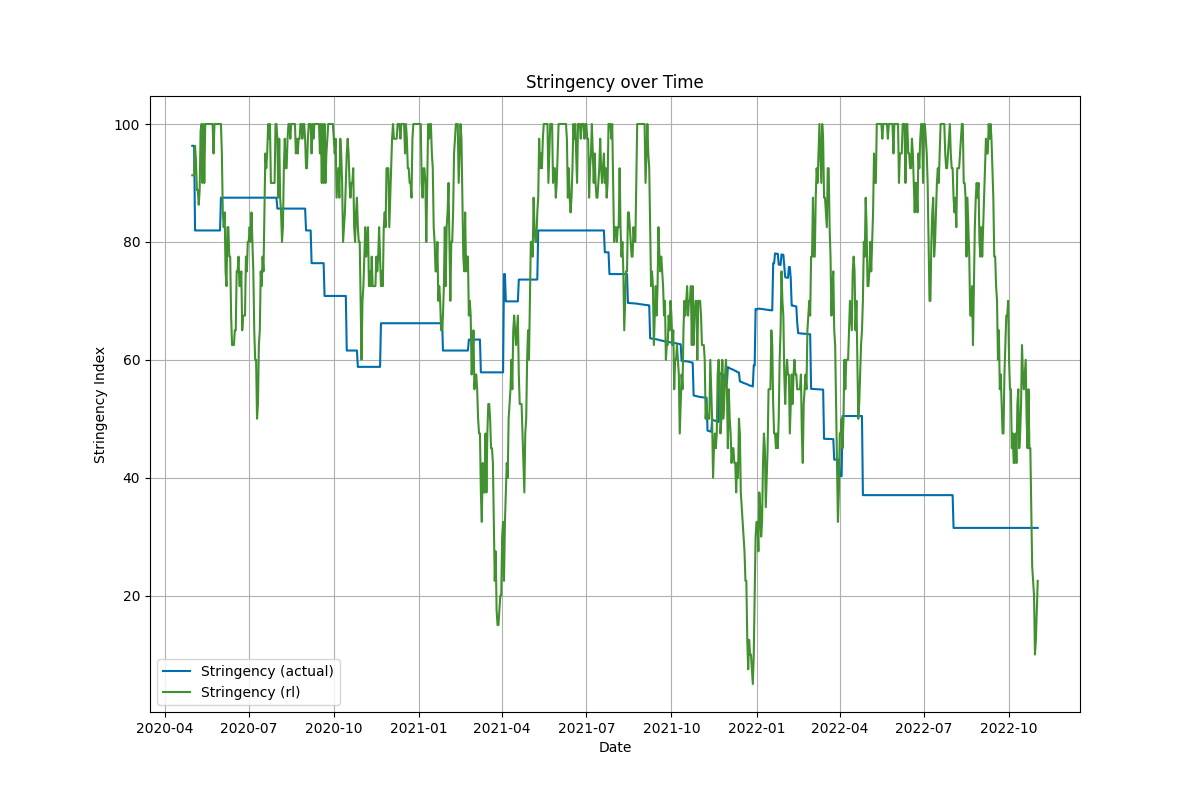 Stringency over Time
Stringency Index
100
80
60
40
20
Stringency (actual)
Stringency (rl)
2020-04 2020-07 2020-10 2021-01 2021-04 2021-07 2021-10 2022-01 2022-04 2022-07 2022-10
Date